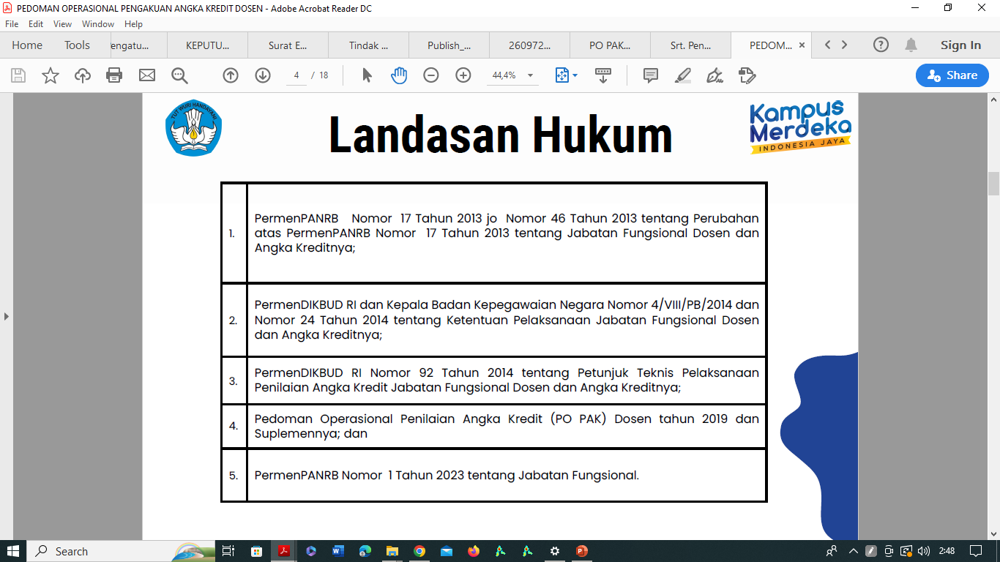 PEDOMAN OPERASIONAL PENGAKUAN ANGKA KREDIT DOSEN - Adobe Acrobat Reader DC
File Edit View Window Help
Home Tools engatu... KEPUTU... Surat E... Tindak ... Publish_... 260972... PO PAK... Srt. Pen... PEDOM... Sign In
4 / 18 44,4% Share
TUT WURI HANDAYANI
Kampus
Merdeka
INDONESIA JAYA
Landasan Hukum
1. PermenPANRB Nomor 17 Tahun 2013 jo Nomor 46 Tahun 2013 tentang Perubahan
atas PermenPANRB Nomor 17 Tahun 2013 tentang Jabatan Fungsional Dosen dan
Angka Kreditnya;
2. PermenDIKBUD RI dan Kepala Badan Kepegawaian Negara Nomor 4/VIII/PB/2014 dan
Nomor 24 Tahun 2014 tentang Ketentuan Pelaksanaan Jabatan Fungsional Dosen
dan Angka Kreditnya;
3. PermenDIKBUD RI Nomor 92 Tahun 2014 tentang Petunjuk Teknis Pelaksanaan
Penilaian Angka Kredit Jabatan Fungsional Dosen dan Angka Kreditnya;
4. Pedoman Operasional Penilaian Angka Kredit (PO PAK) Dosen tahun 2019 dan
Suplemennya; dan
5. PermenPANRB Nomor 1 Tahun 2023 tentang Jabatan Fungsional.
Search 2:48